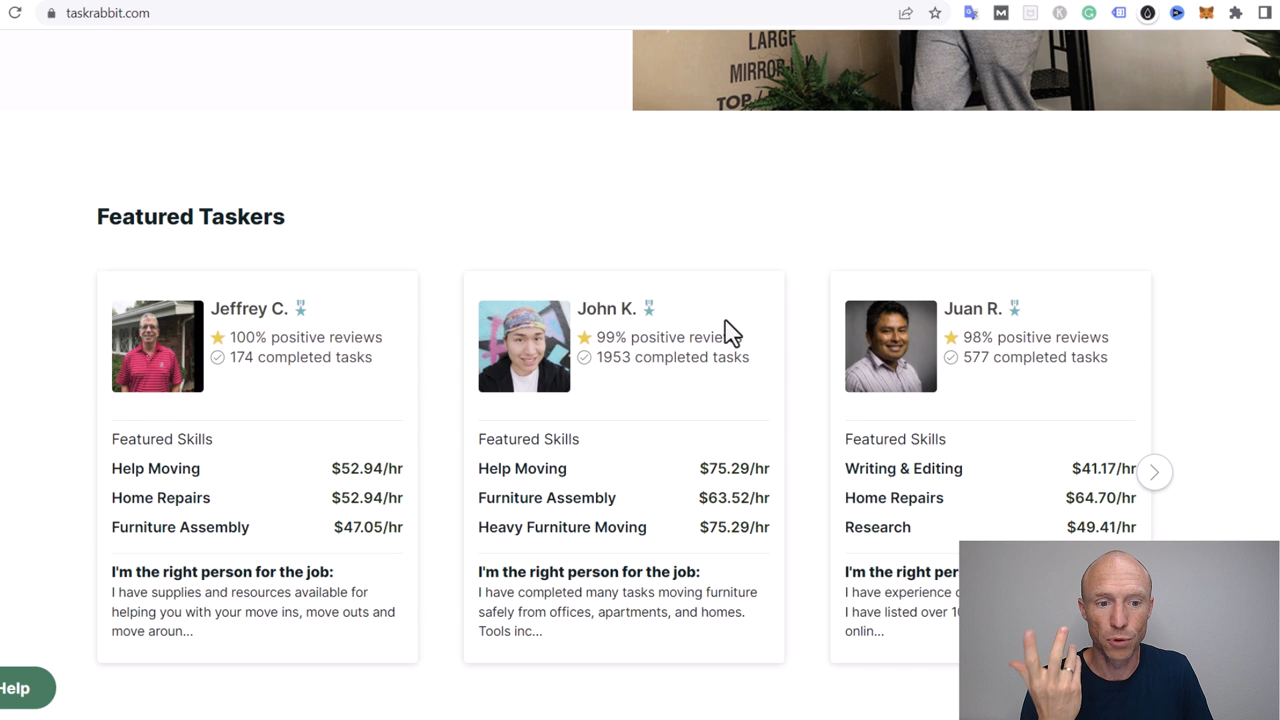 taskrabbit.com
LARGE
MIRROR
TOP
Featured Taskers
Jeffrey C.
100% positive reviews
174 completed tasks
Featured Skills
Help Moving $52.94/hr
Home Repairs $52.94/hr
Furniture Assembly $47.05/hr
I'm the right person for the job:
I have supplies and resources available for
helping you with your move ins, move outs and
move aroun...
John K.
99% positive revie
1953 completed tasks
Featured Skills
Help Moving $75.29/hr
Furniture Assembly $63.52/hr
Heavy Furniture Moving $75.29/hr
I'm the right person for the job:
I have completed many tasks moving furniture
safely from offices, apartments, and homes.
Tools inc...
Juan R.
98% positive reviews
577 completed tasks
Featured Skills
Writing & Editing $41.17/hr
Home Repairs $64.70/hr
Research $49.41/hr
I'm the right per
I have experience
I have listed over
onlin...
Help